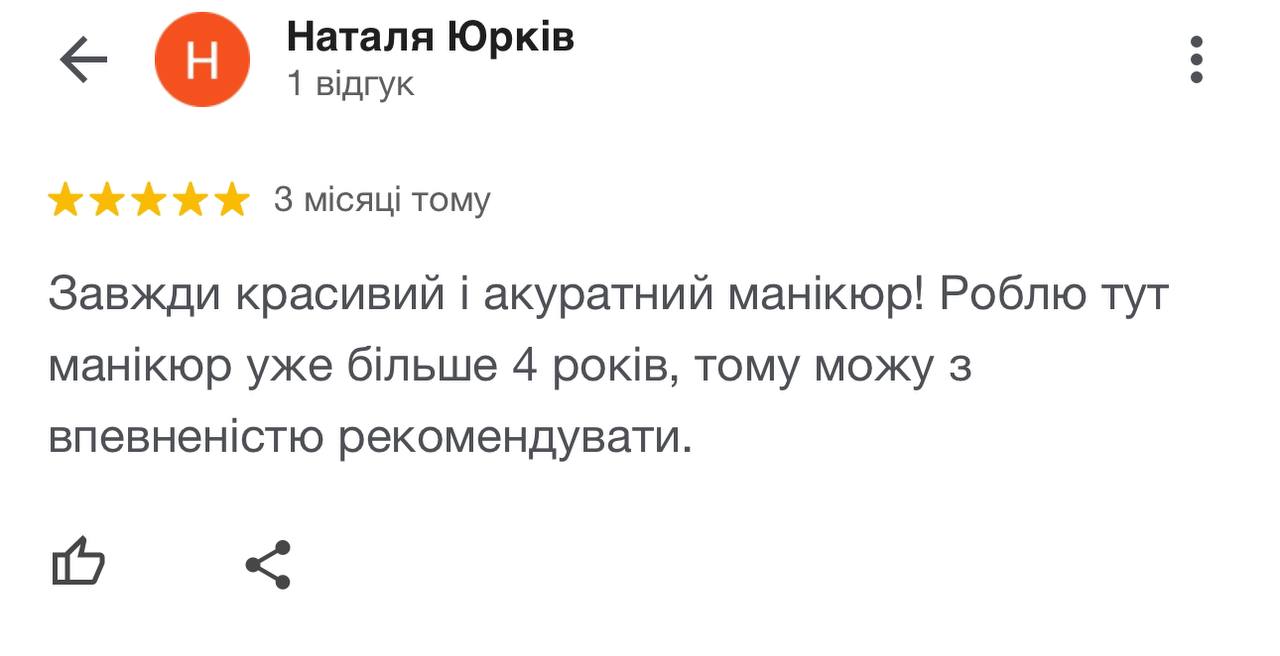 Н
Наталя Юрків
1 відгук
3 місяці тому
Завжди красивий і акуратний манікюр! Роблю тут
манікюр уже більше 4 років, тому можу з
впевненістю рекомендувати.